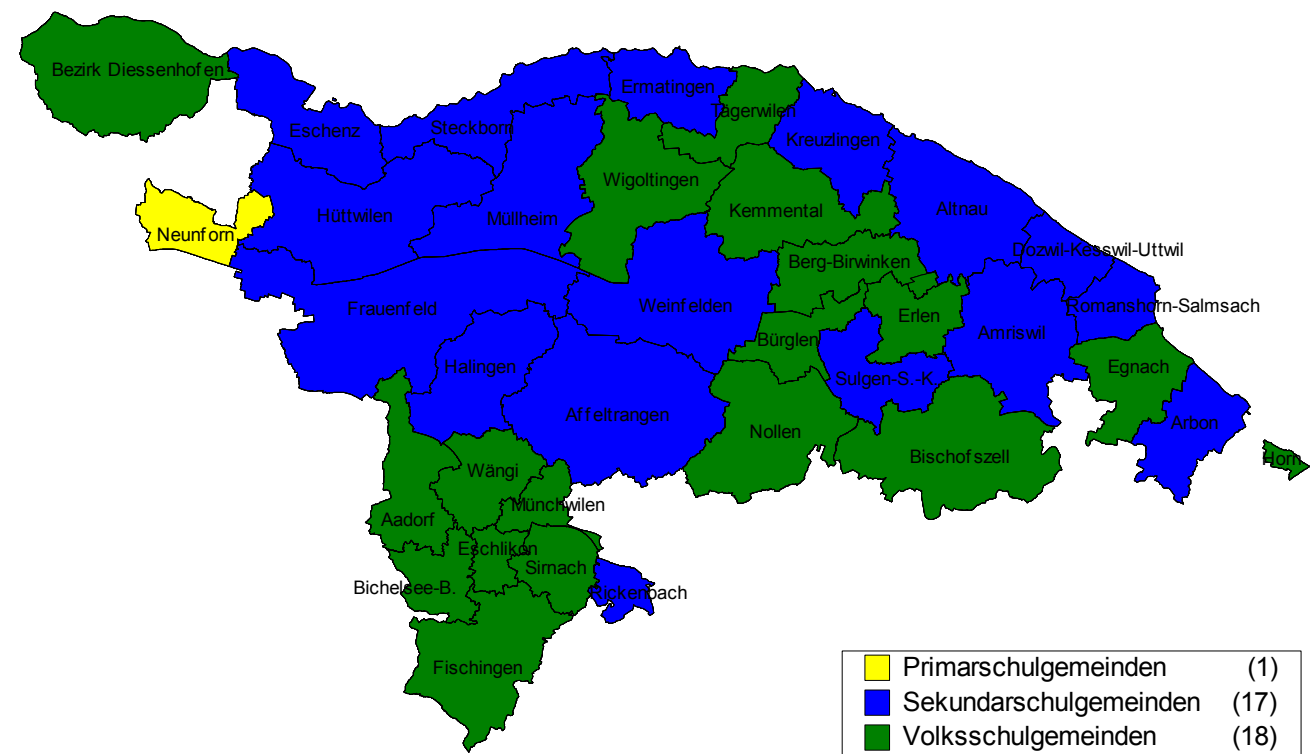 Bezirk Diessenhofen
Ermatingen
Tägerwilen
Steckborn
Eschenz
Kreuzlingen
Wigoltingen
Kemmental
Altnau
Hüttwilen
Müllheim
Neunforn
Dozwil-Kesswil-Uttwil
Berg-Birwinken
Weinfelden
Romanshorn-Salmsach
Frauenfeld
Erlen
Amriswil
Bürglen
Halingen
Egnach
Sulgen-S.-K.
Affeltrangen
Arbon
Nollen
Bischofszell
Horn
Wängi
Münchwilen
Aadorf
Eschlikon
Sirnach
Bichelsee-B.
Rickenbach
Fischingen
Primarschulgemeinden (1)
Sekundarschulgemeinden (17)
Volksschulgemeinden (18)